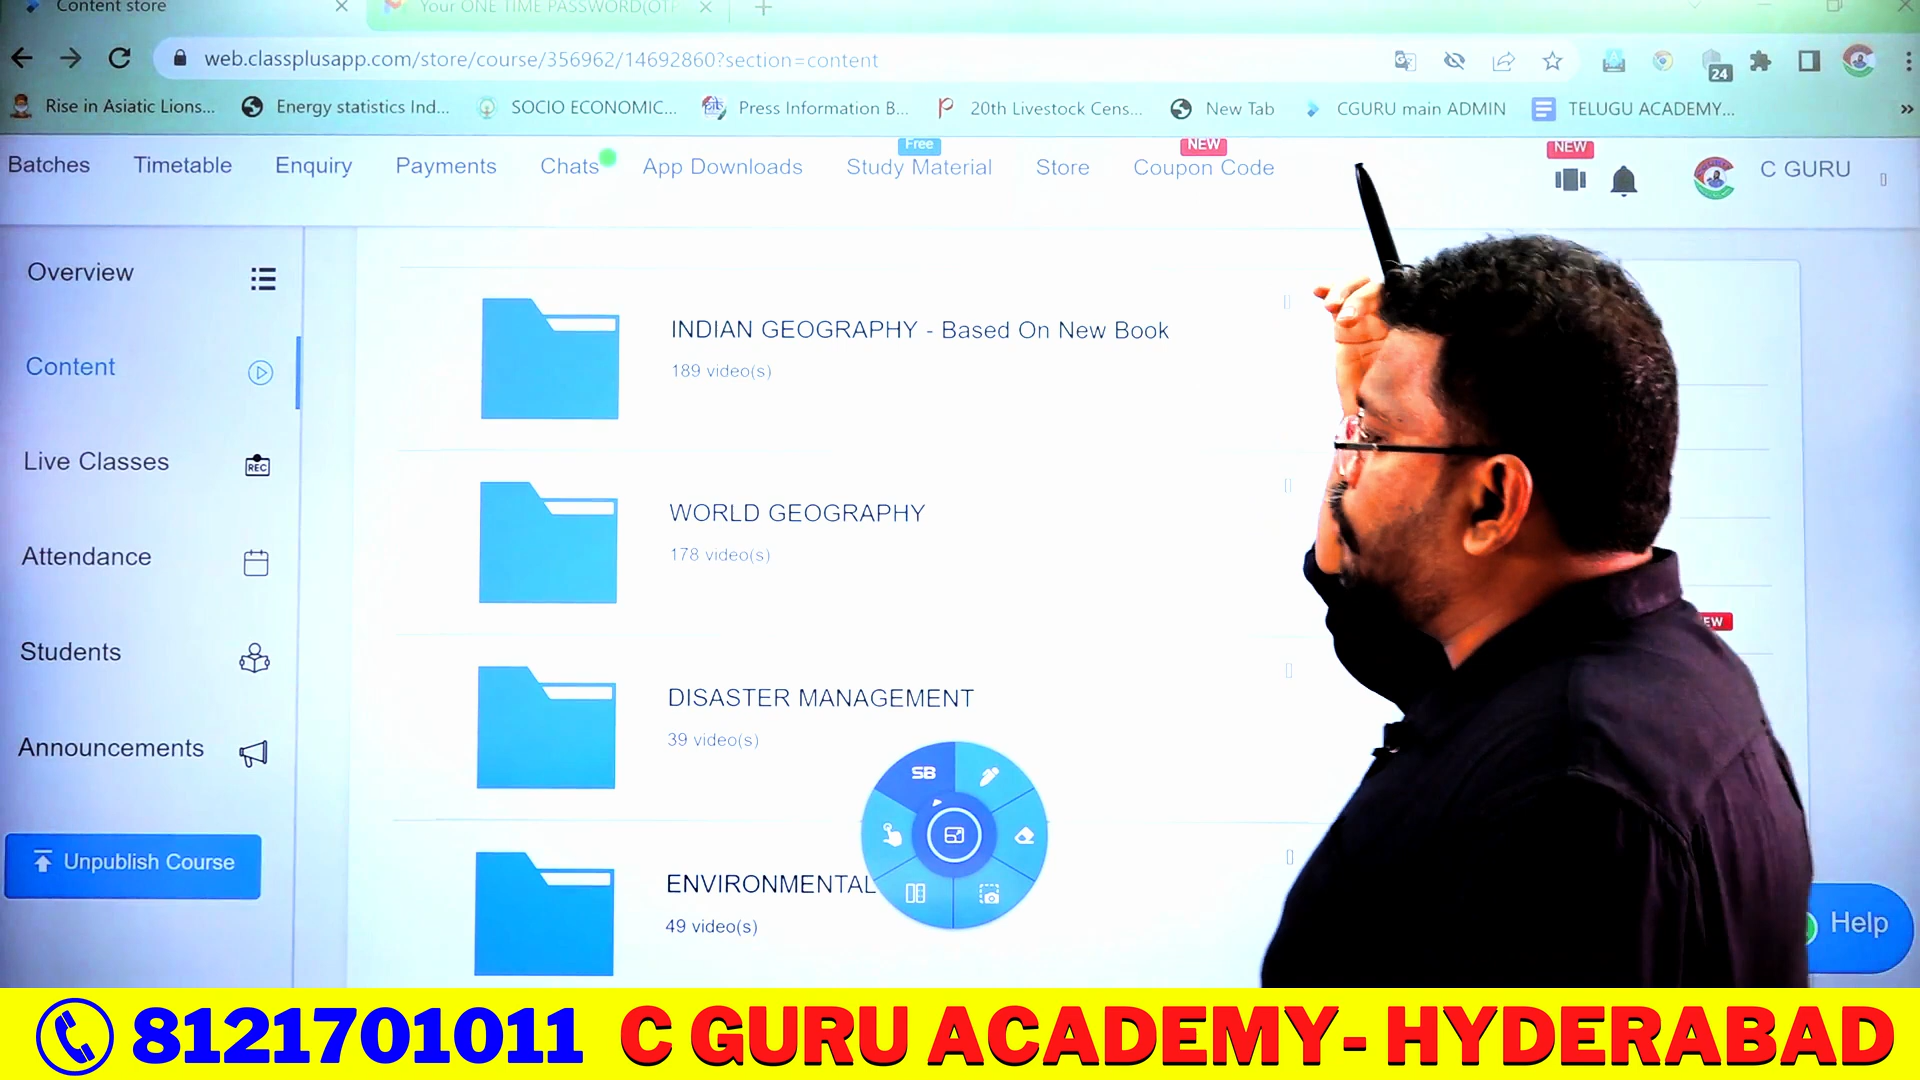 Content store
Your ONE TIME PASSWORD(OTP
web.classplusapp.com/store/course/356962/14692860?section=content
24
Rise in Asiatic Lions...
Energy statistics Ind...
SOCIO ECONOMIC...
Press Information B...
20th Livestock Cens...
New Tab
CGURU main ADMIN
TELUGU ACADEMY...
Batches
Timetable
Enquiry
Payments
Chats
App Downloads
Free
Study Material
Store
NEW
Coupon Code
NEW
C GURU
Overview
Content
Live Classes
REC
Attendance
Students
Announcements
Unpublish Course
INDIAN GEOGRAPHY - Based On New Book
189 video(s)
WORLD GEOGRAPHY
178 video(s)
DISASTER MANAGEMENT
39 video(s)
ENVIRONMENTAL
49 video(s)
SB
EW
Help
8121701011 C GURU ACADEMY- HYDERABAD